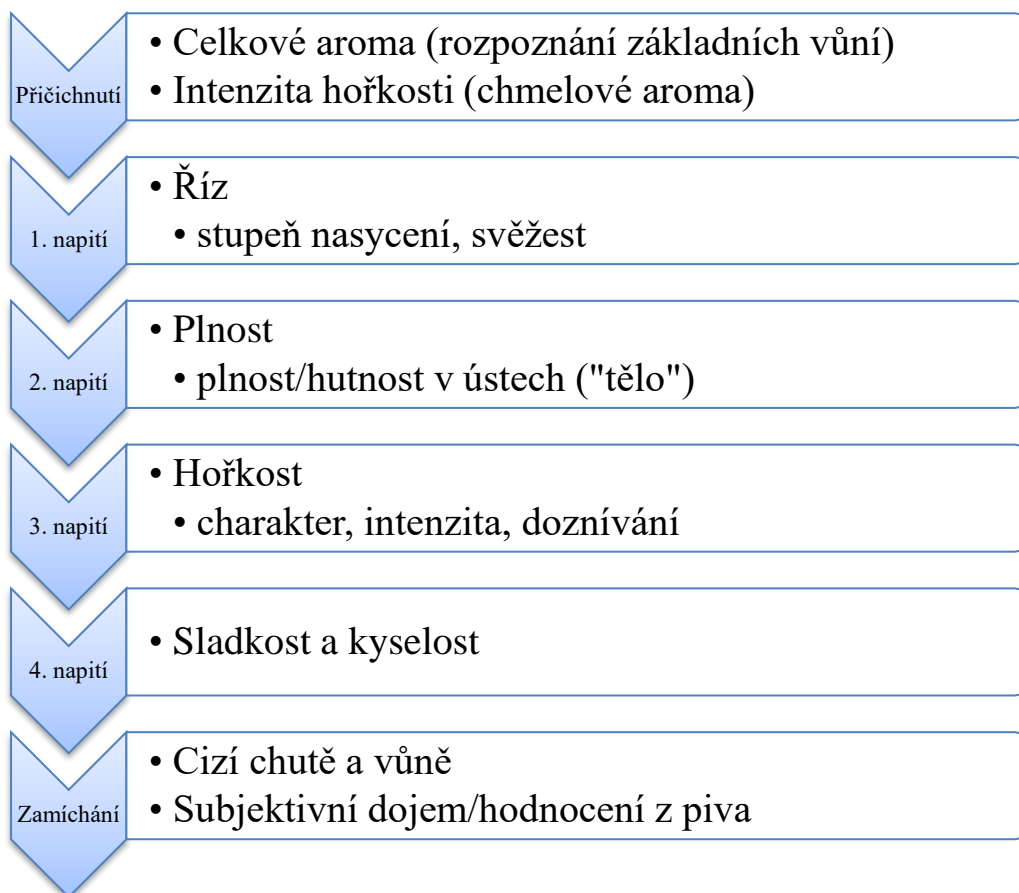 Přičichnutí
• Celkové aroma (rozpoznání základních vůní)
• Intenzita hořkosti (chmelové aroma)
1. napití
• Říz
• stupeň nasycení, svěžest
2. napití
• Plnost
• plnost/hutnost v ústech ("tělo")
3. napití
• Hořkost
• charakter, intenzita, doznívání
4. napití
• Sladkost a kyselost
Zamíchání
• Cizí chutě a vůně
• Subjektivní dojem/hodnocení z piva